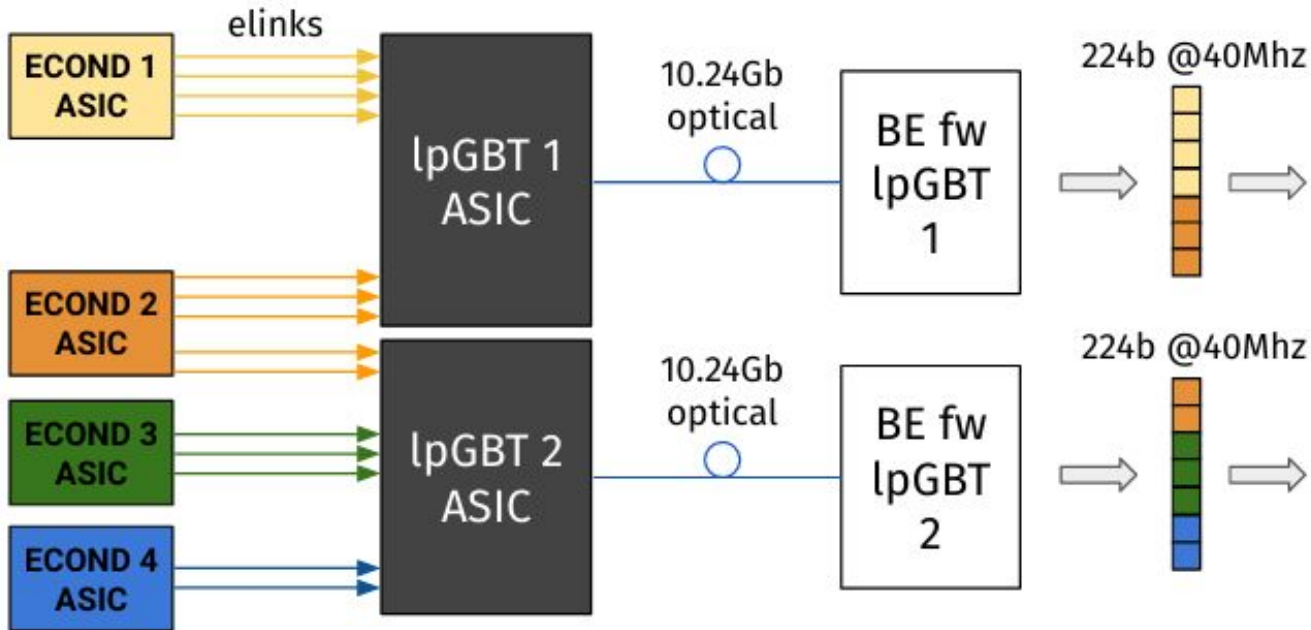 elinks
ECOND 1
ASIC
ECOND 2
ASIC
ECOND 3
ASIC
ECOND 4
ASIC
lpGBT 1
ASIC
lpGBT 2
ASIC
10.24Gb
optical
10.24Gb
optical
BE fw
lpGBT
1
BE fw
lpGBT
2
224b @40Mhz
224b @40Mhz